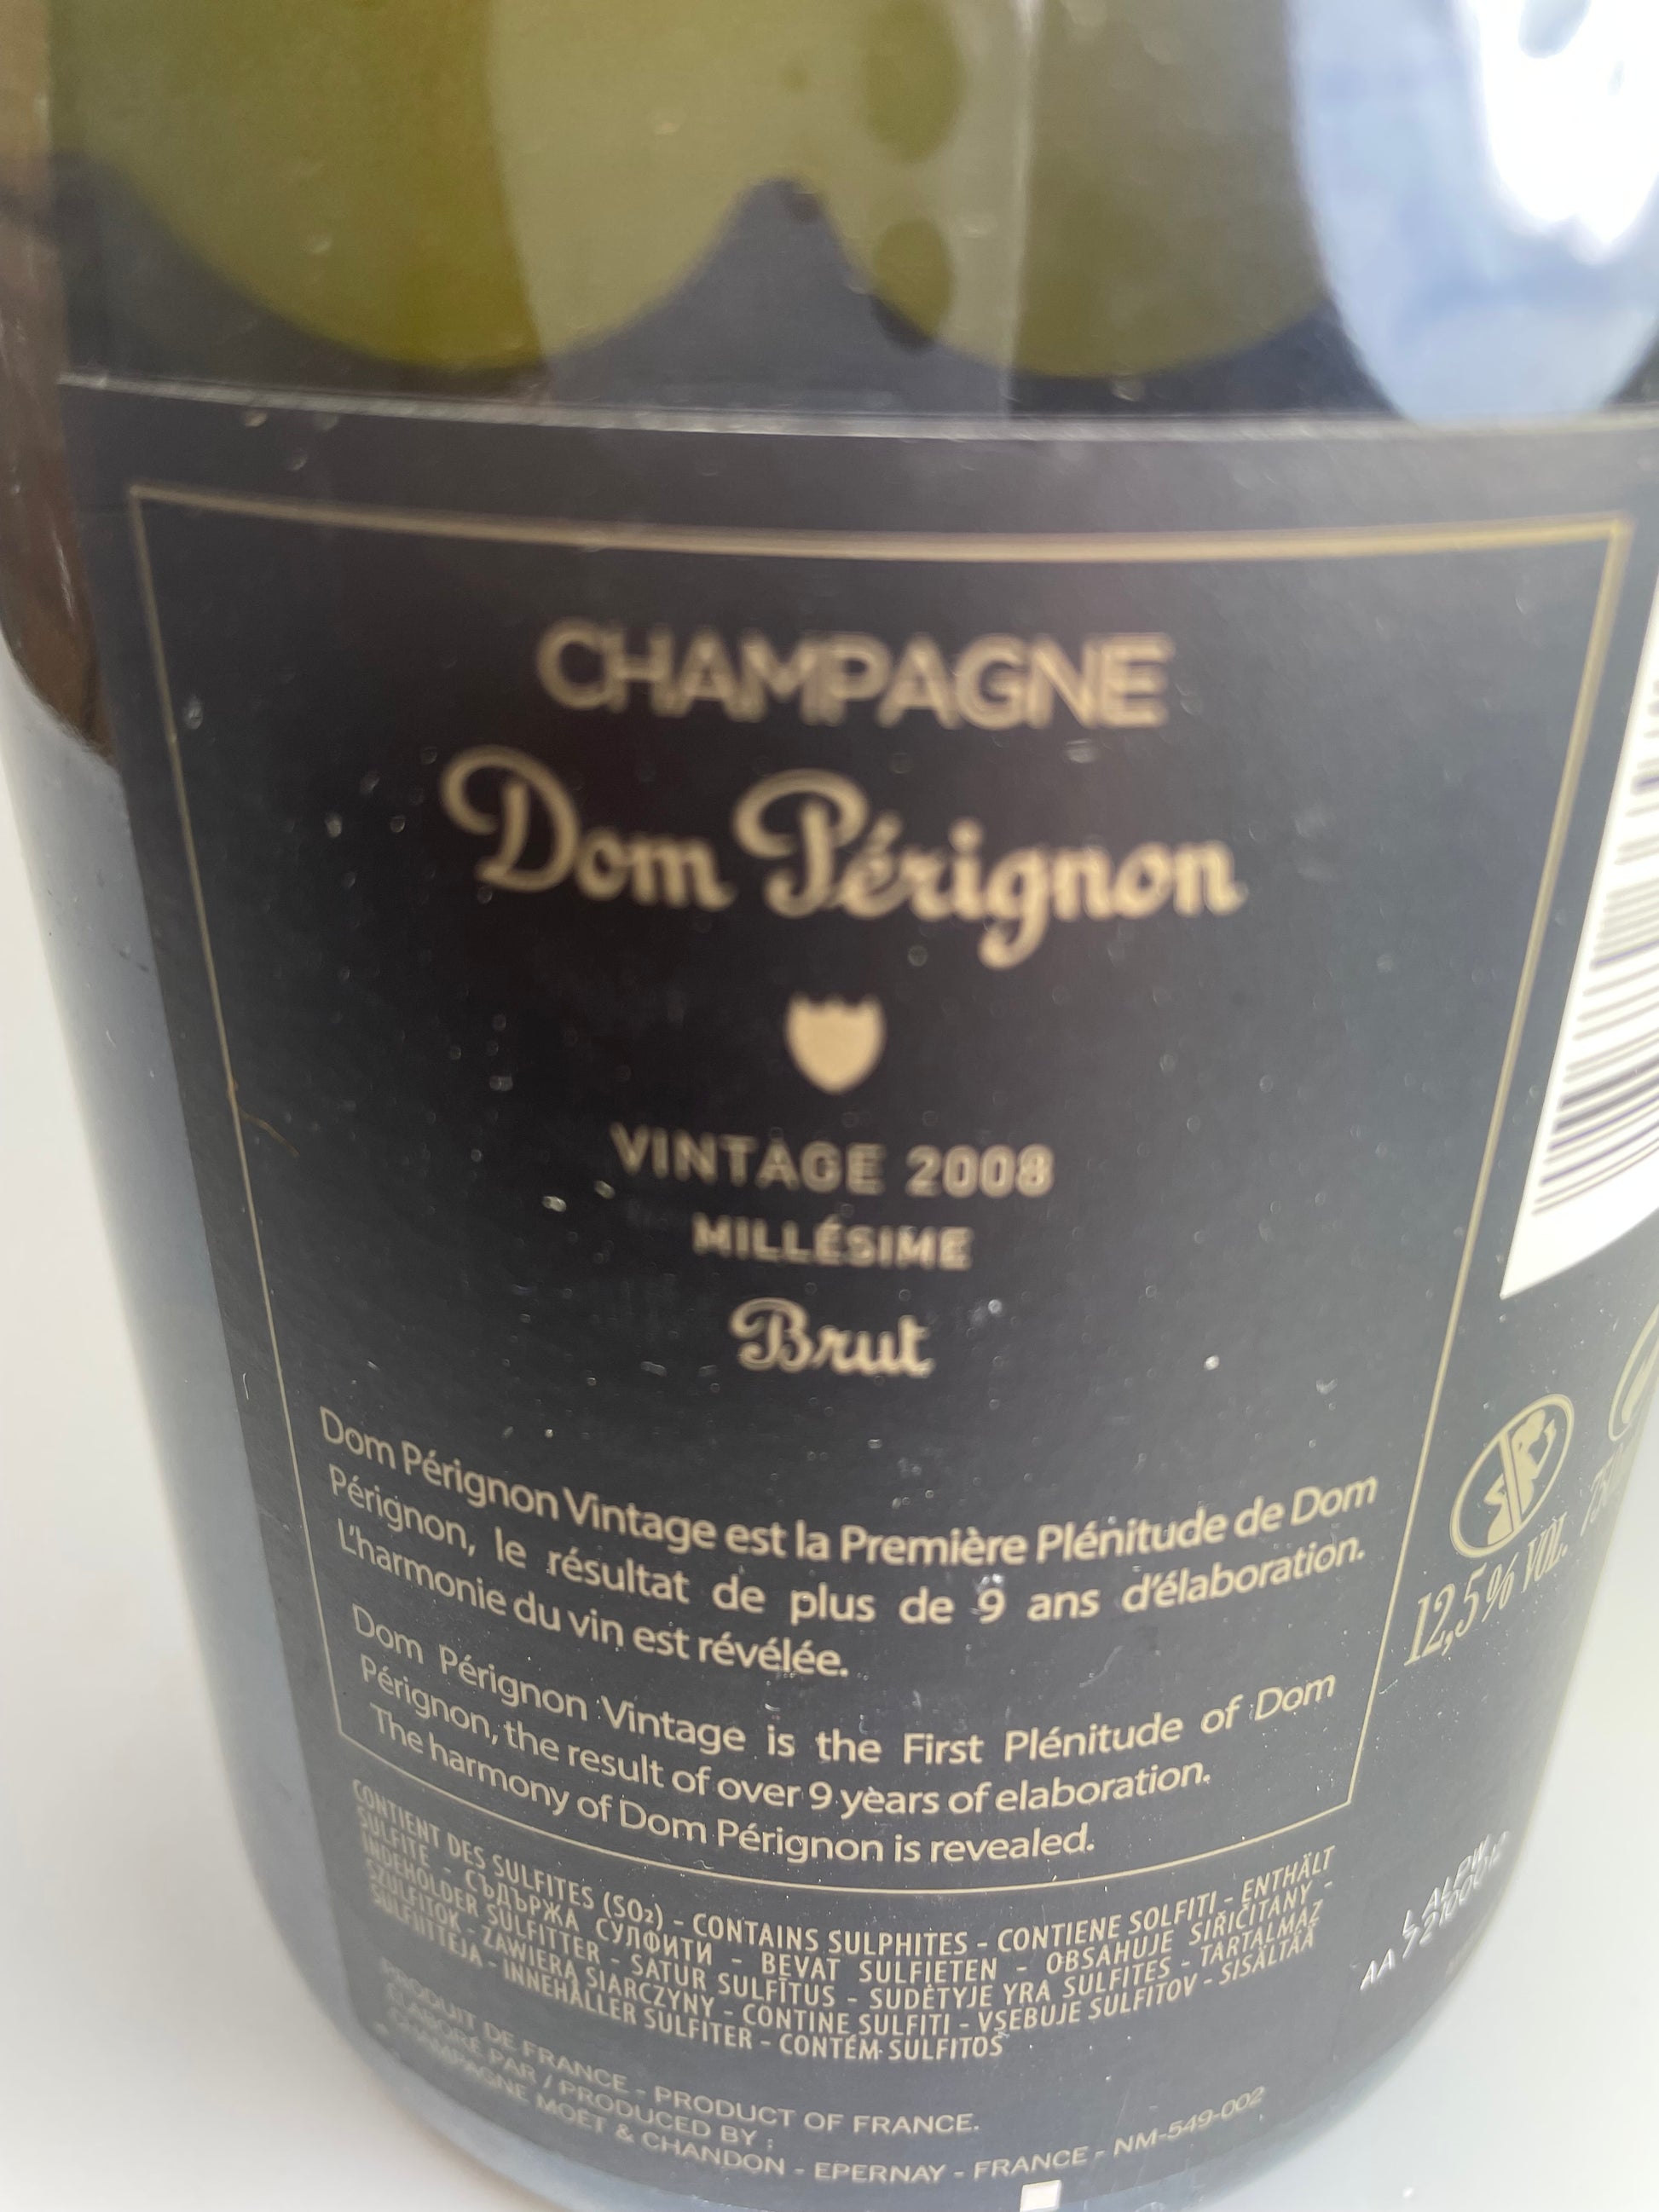 CHAMPAGNE
Dom Pérignon
VINTAGE 2008
MILLÉSIME
Brut
Dom Pérignon Vintage est la Première Plénitude de Dom
Pérignon, le résultat de plus de 9 ans d'élaboration.
L'harmonie du vin est révélée.
Dom Pérignon Vintage is the First Plénitude of Dom
Pérignon, the result of over 9 years of elaboration.
The harmony of Dom Pérignon is revealed.
12,5% VOL.
CONTIENT DES SULFITES (SO₂) - CONTAINS SULPHITES - CONTIENE SOLFITI - ENTHÄLT
SULFITE - СЪДЪРЖА СУЛФИТИ - BEVAT SULFIETEN - OBSAHUJE SIŘIČITANY -
INDEHOLDER SULFITTER - SATUR SULFĪTUS - SUDĖTYJE YRA SULFITES - TARTALMAZ
SZULFITOK - ZAWIERA SIARCZYNY - CONTINE SULFITI - VSEBUJE SULFITOV - SISÄLTÄÄ
SULFIITTEJA - INNEHÅLLER SULFITER - CONTÉM SULFITOS
PRODUIT DE FRANCE - PRODUCT OF FRANCE.
ELABORÉ PAR / PRODUCED BY :
CHAMPAGNE MOËT & CHANDON - EPERNAY - FRANCE - NM-549-002